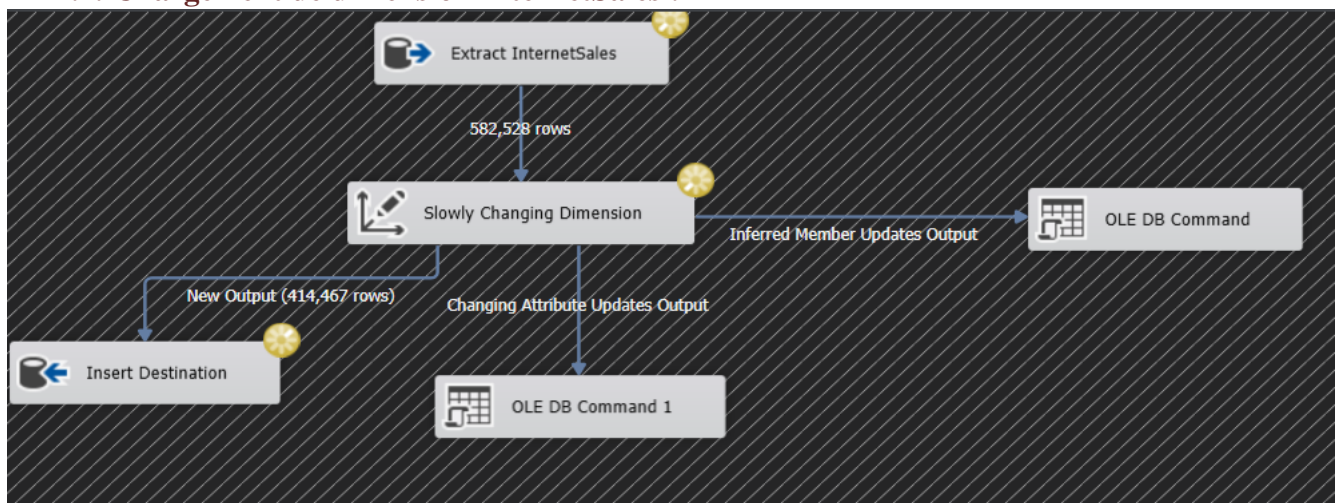 Extract InternetSales
582,528 rows
Slowly Changing Dimension
OLE DB Command
Inferred Member Updates Output
New Output (414,467 rows)
Changing Attribute Updates Output
Insert Destination
OLE DB Command 1